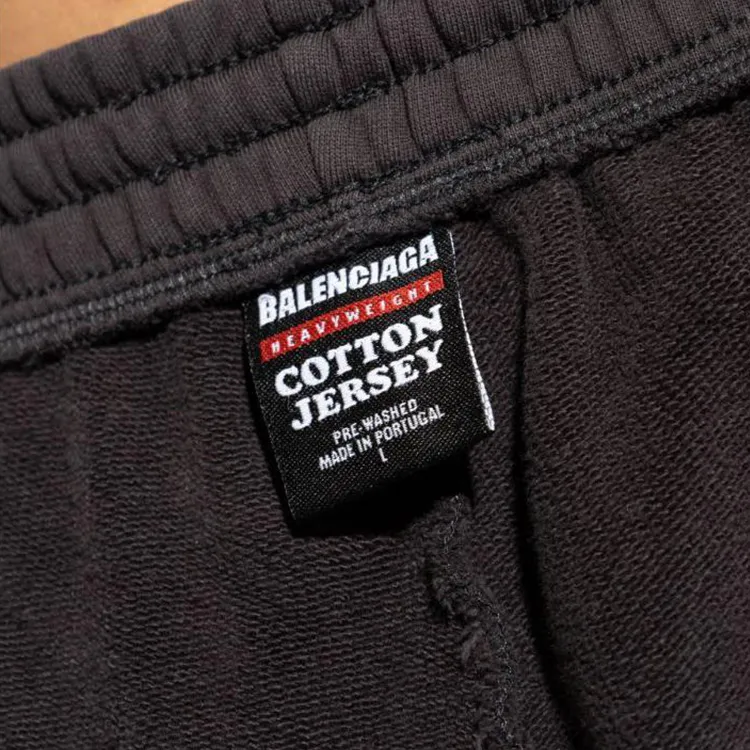 BALENCIAGA
HEAVYWEIGHT
COTTON
JERSEY
PRE-WASHED
MADE IN PORTUGAL
L